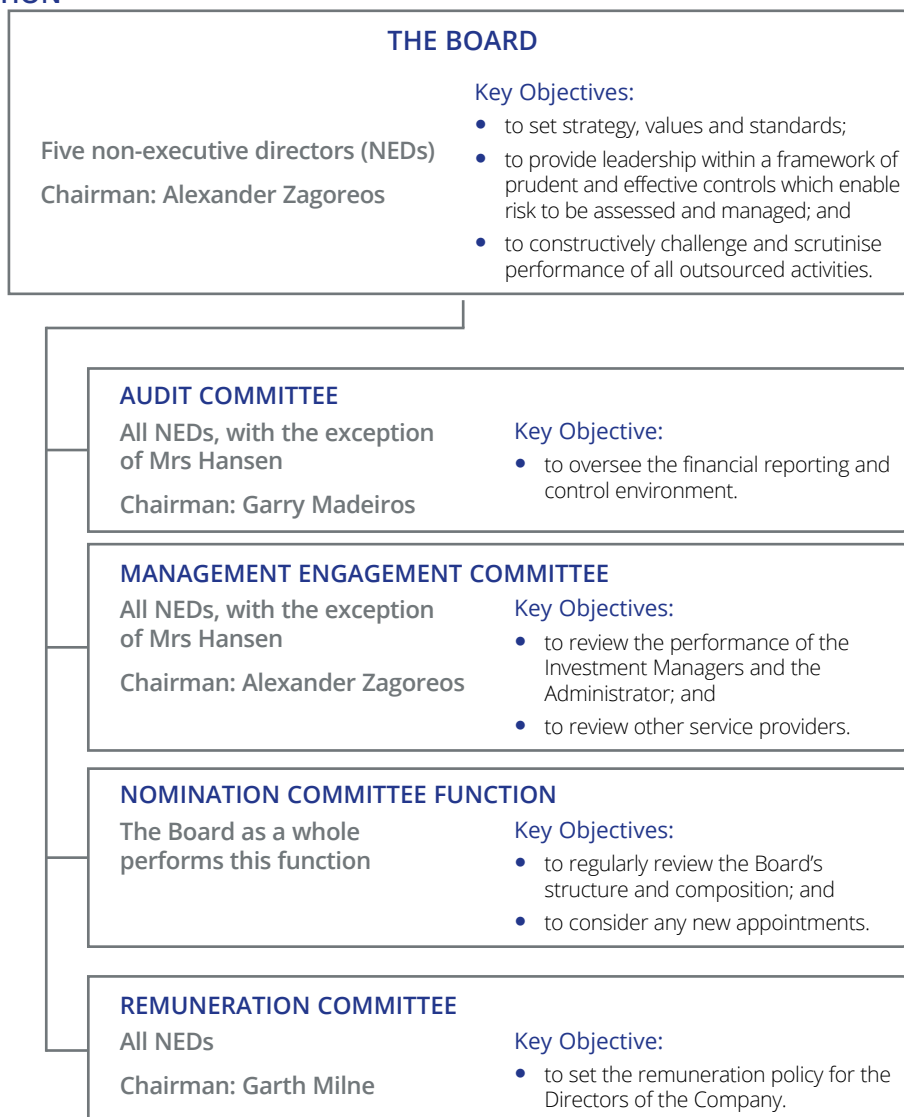 THE BOARD
Five non-executive directors (NEDs)
Chairman: Alexander Zagoreos
Key Objectives:
• to set strategy, values and standards;
• to provide leadership within a framework of
prudent and effective controls which enable
risk to be assessed and managed; and
• to constructively challenge and scrutinise
performance of all outsourced activities.
AUDIT COMMITTEE
All NEDs, with the exception
of Mrs Hansen
Chairman: Garry Madeiros
Key Objective:
• to oversee the financial reporting and
control environment.
MANAGEMENT ENGAGEMENT COMMITTEE
All NEDs, with the exception
of Mrs Hansen
Chairman: Alexander Zagoreos
Key Objectives:
• to review the performance of the
Investment Managers and the
Administrator; and
• to review other service providers.
NOMINATION COMMITTEE FUNCTION
The Board as a whole
performs this function
Key Objectives:
• to regularly review the Board's
structure and composition; and
• to consider any new appointments.
REMUNERATION COMMITTEE
All NEDs
Chairman: Garth Milne
Key Objective:
• to set the remuneration policy for the
Directors of the Company.